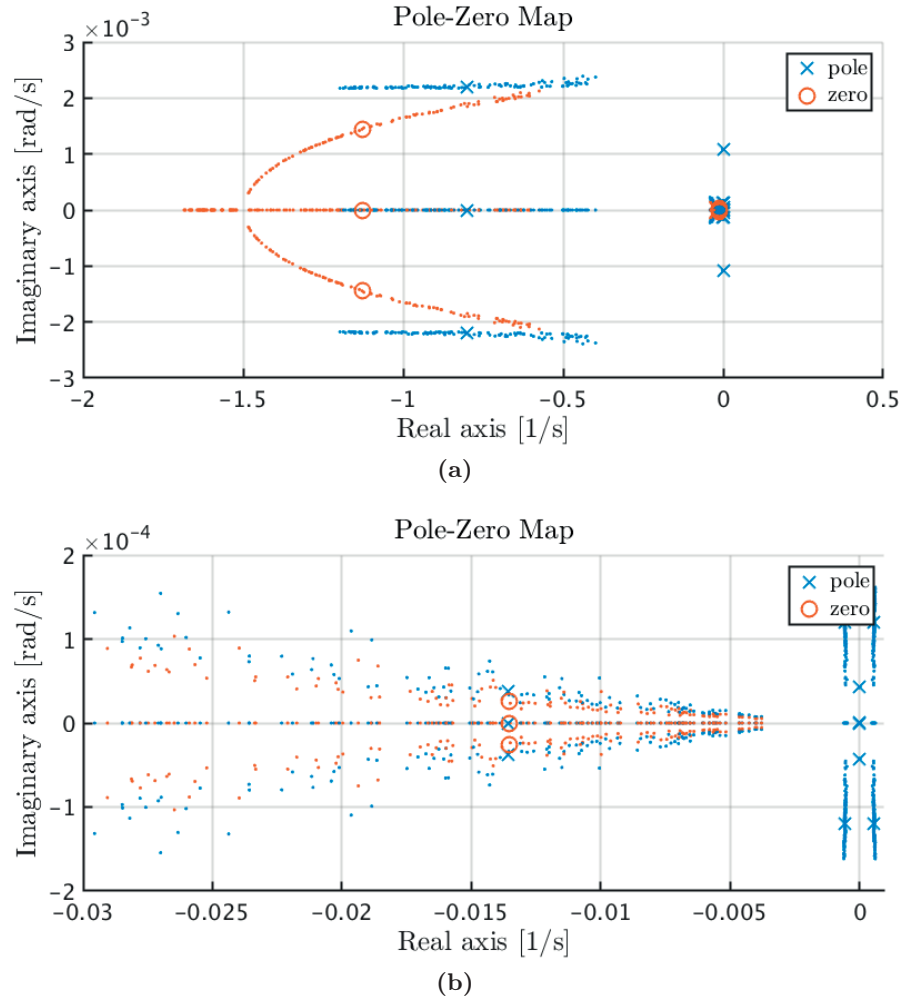 Pole-Zero Map
×10⁻³
3
2
1
0
-1
-2
-3
Imaginary axis [rad/s]
pole
zero
-2 -1.5 -1 -0.5 0 0.5
Real axis [1/s]
(a)
Pole-Zero Map
×10⁻⁴
2
1
0
-1
-2
Imaginary axis [rad/s]
pole
zero
-0.03 -0.025 -0.02 -0.015 -0.01 -0.005 0
Real axis [1/s]
(b)